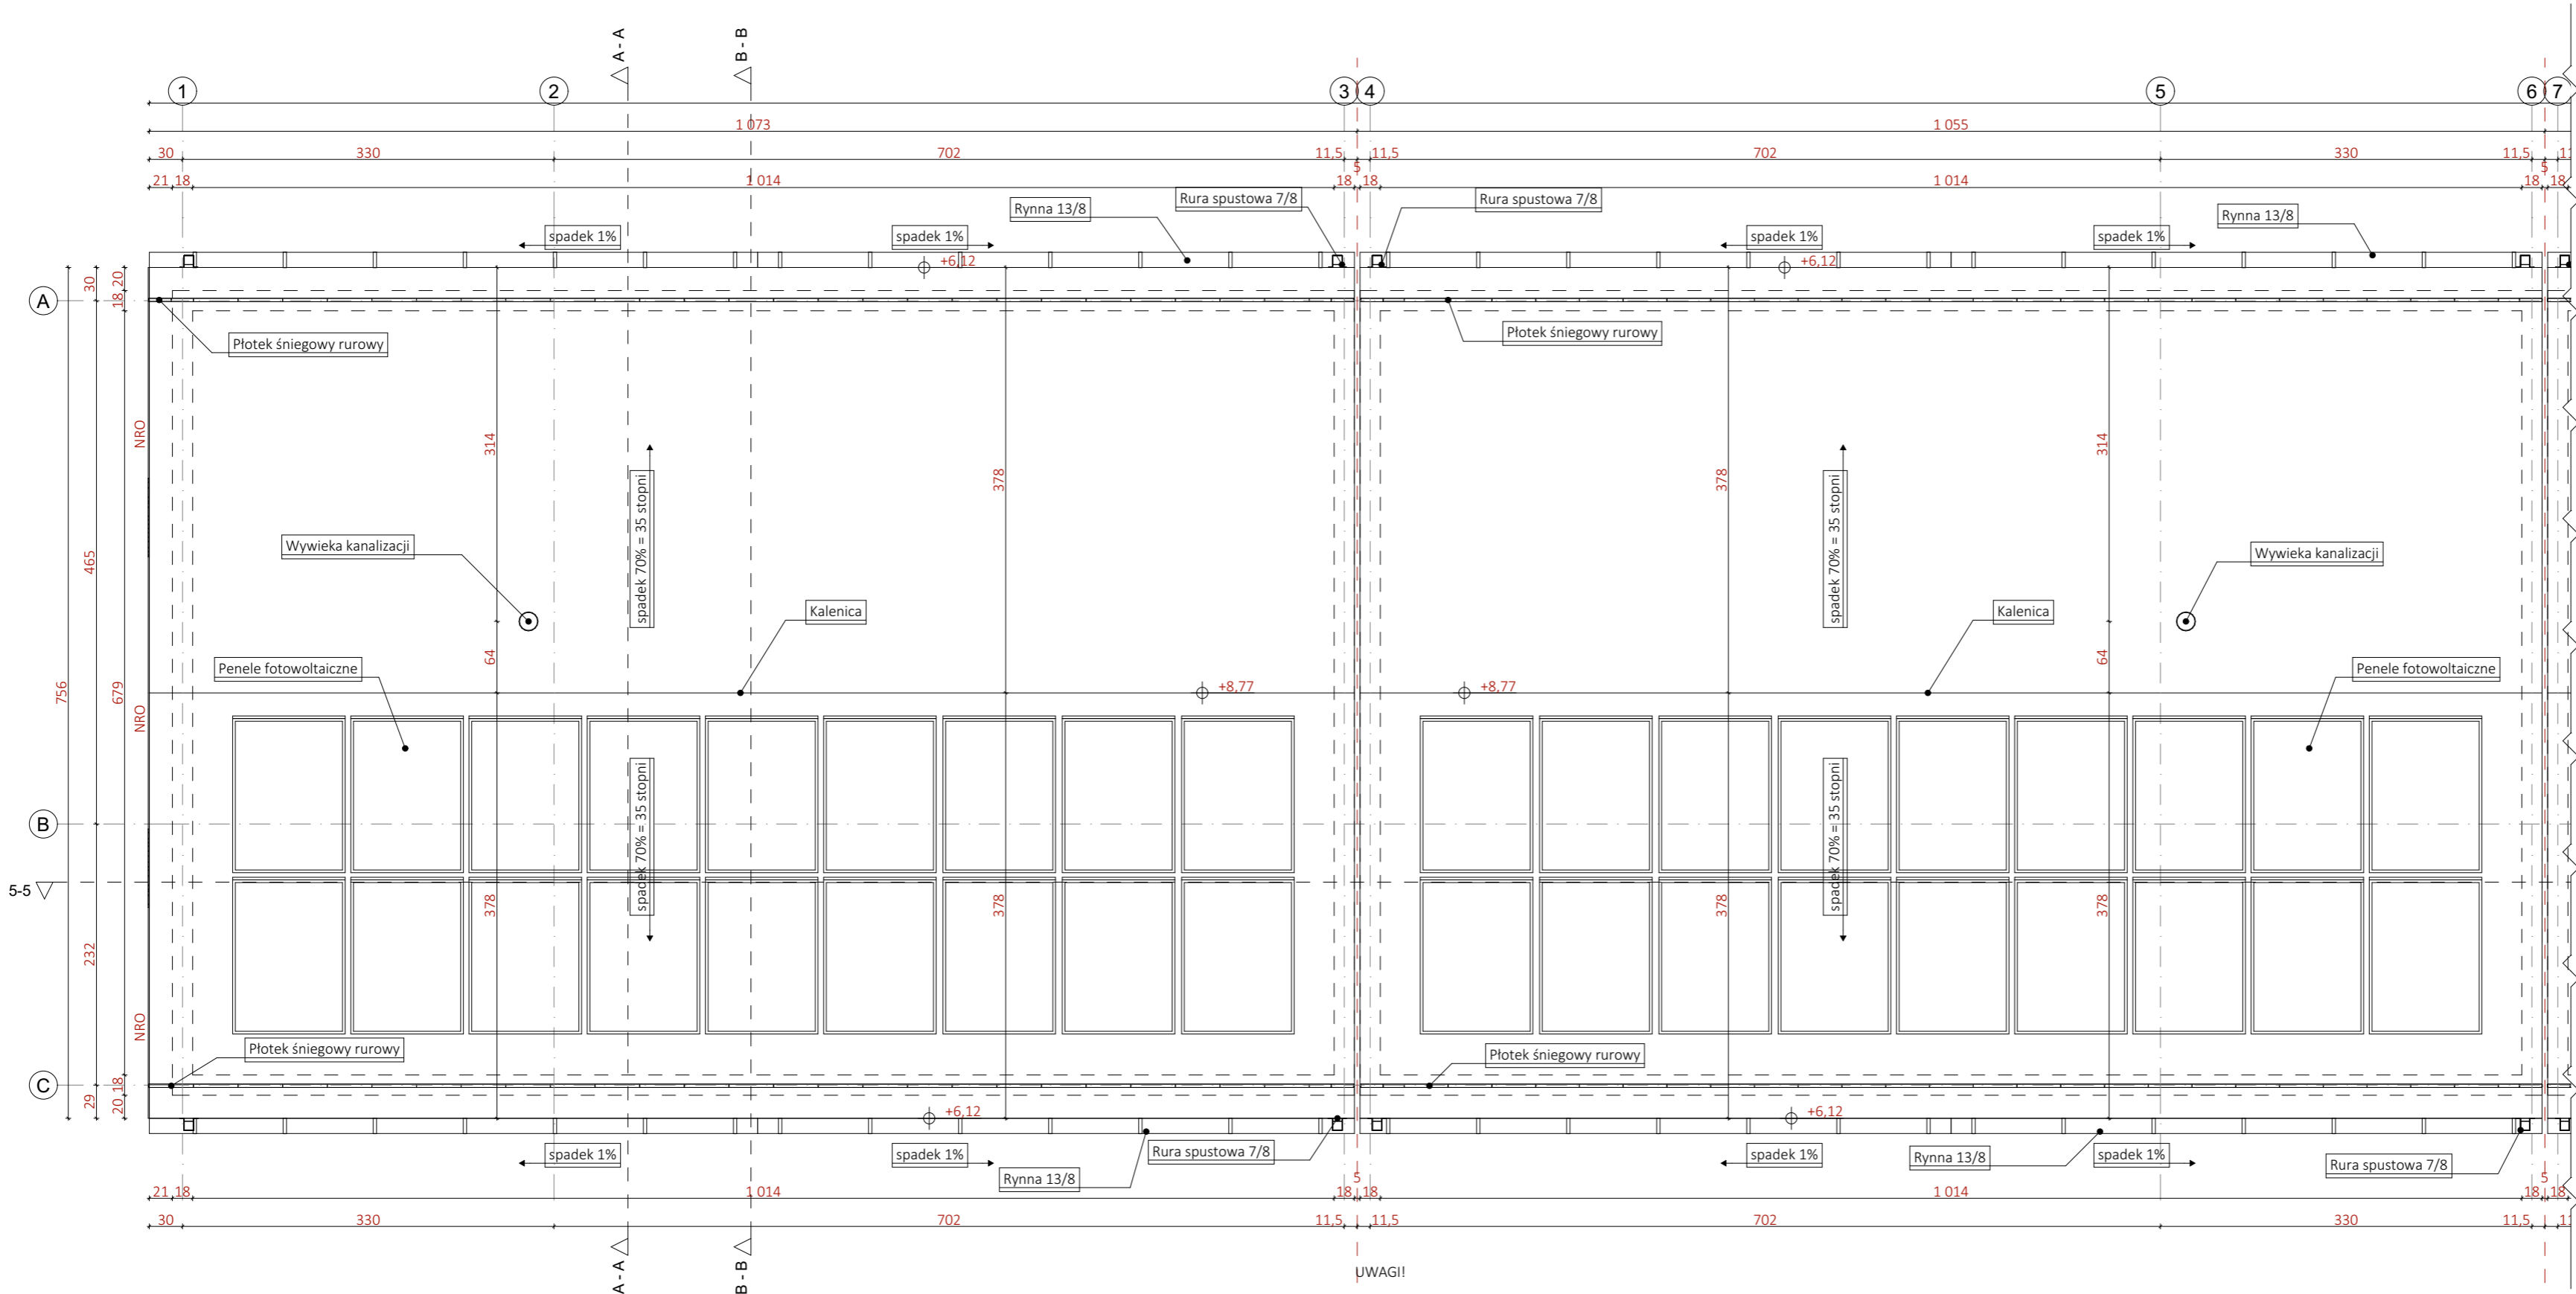 A - A
B - B
1
2
3
4
5
6
7
1 073
1 055
30
330
702
11,5
11,5
702
330
11,5
5
5
21
18
1 014
18
18
1 014
18
18
Rura spustowa 7/8
Rura spustowa 7/8
Rynna 13/8
Rynna 13/8
spadek 1%
spadek 1%
spadek 1%
spadek 1%
+6,12
+6,12
A
30
20
18
Płotek śniegowy rurowy
Płotek śniegowy rurowy
NRO
314
378
378
314
spadek 70% = 35 stopni
spadek 70% = 35 stopni
Wywieka kanalizacji
Wywieka kanalizacji
465
Kalenica
Kalenica
64
64
Penele fotowoltaiczne
Penele fotowoltaiczne
756
679
NRO
+8,77
+8,77
B
spadek 70% = 35 stopni
spadek 70% = 35 stopni
5-5
378
378
378
378
232
NRO
Płotek śniegowy rurowy
Płotek śniegowy rurowy
C
18
29
20
+6,12
+6,12
spadek 1%
spadek 1%
spadek 1%
spadek 1%
Rura spustowa 7/8
Rynna 13/8
Rynna 13/8
Rura spustowa 7/8
5
5
21
18
1 014
18
18
1 014
18
18
30
330
702
11,5
11,5
702
330
11,5
A - A
B - B
UWAGI!